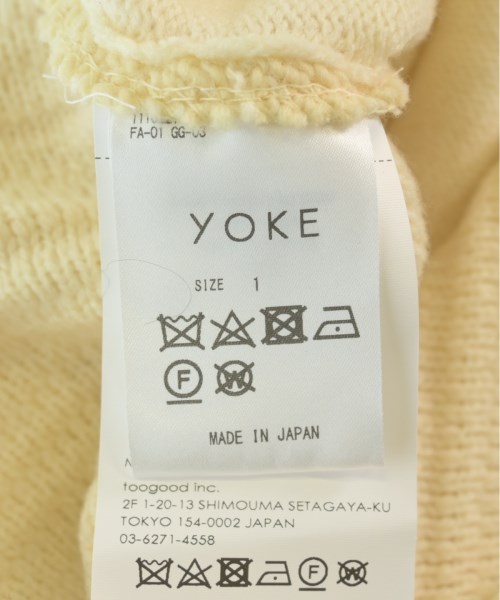 FA-01 GG-03
YOKE
SIZE 1
F W
MADE IN JAPAN
toogood inc.
2F 1-20-13 SHIMOUMA SETAGAYA-KU
TOKYO 154-0002 JAPAN
03-6271-4558
F W